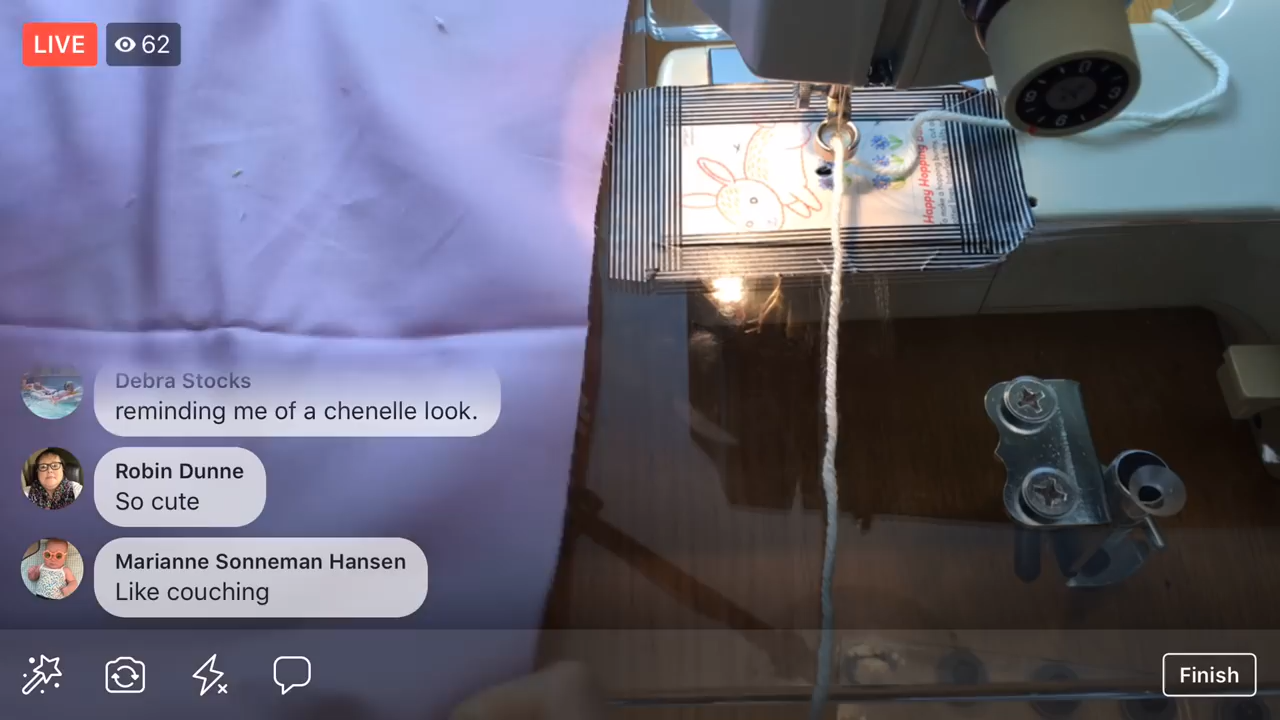 LIVE
62
Debra Stocks
reminding me of a chenelle look.
Robin Dunne
So cute
Marianne Sonneman Hansen
Like couching
Happy Hopping
Finish